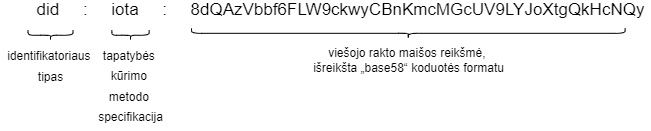 did : iota : 8dQAzVbbf6FLW9ckwyCBnKmcMGcUV9LYJoXtgQkHcNQy
identifikatoriaus
tipas
tapatybės
kūrimo
metodo
specifikacija
viešojo rakto maišos reikšmė,
išreikšta „base58“ koduotės formatu